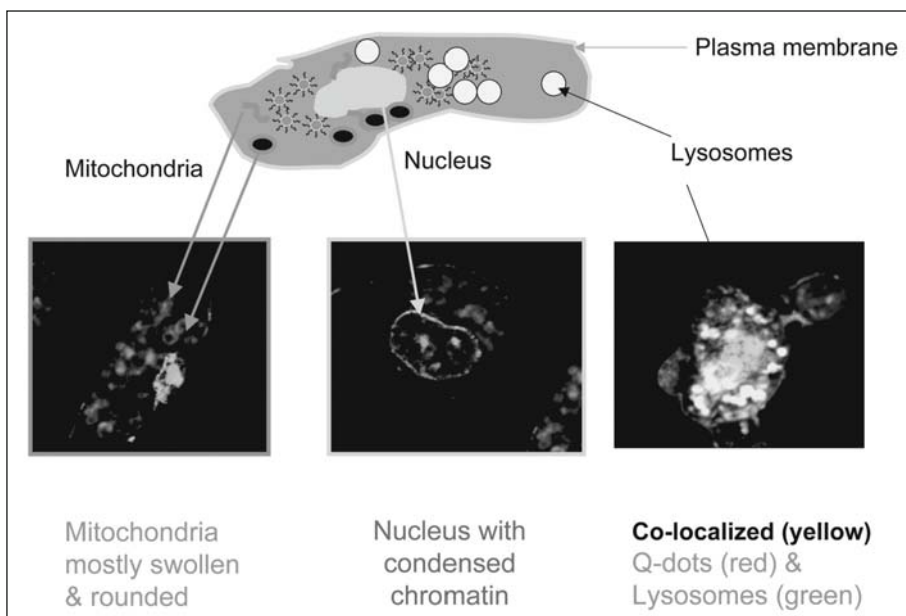 Plasma membrane
Mitochondria
Nucleus
Lysosomes
Mitochondria
mostly swollen
& rounded
Nucleus with
condensed
chromatin
Co-localized (yellow)
Q-dots (red) &
Lysosomes (green)